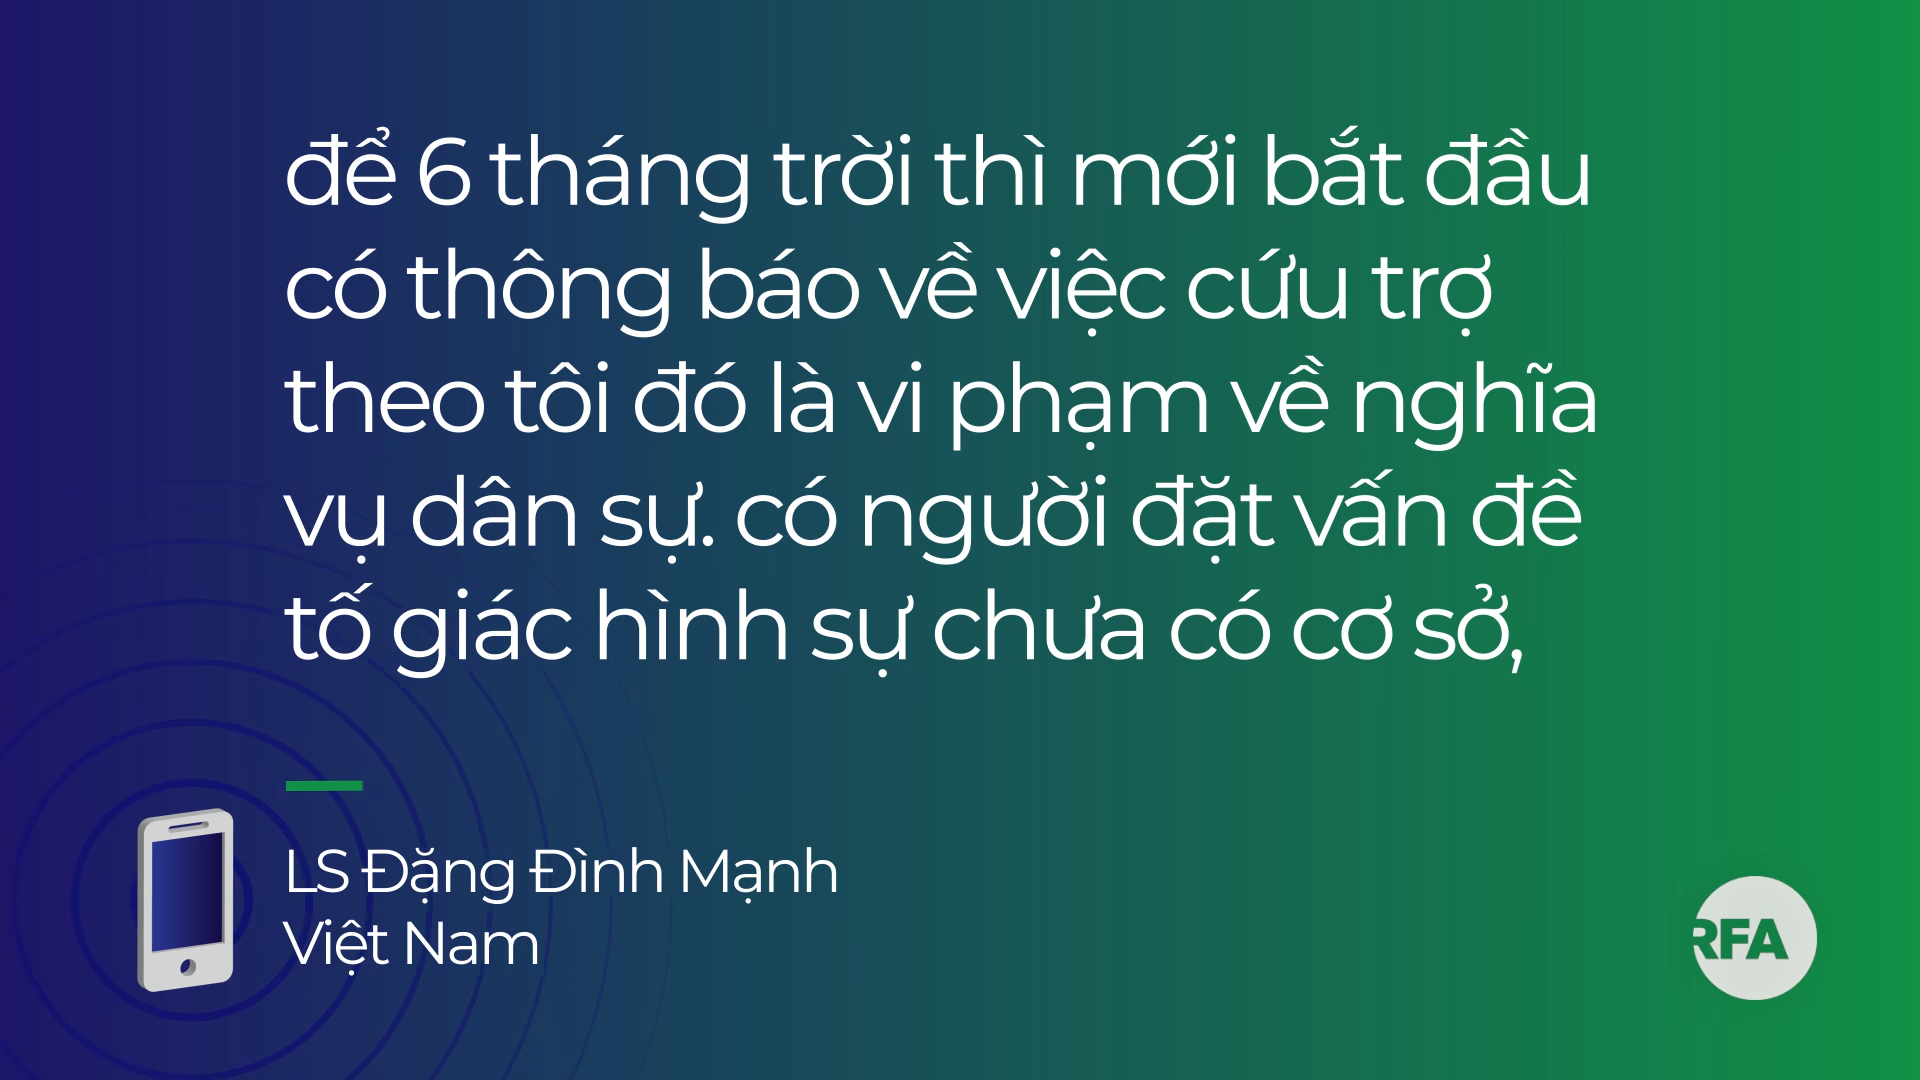 để 6 tháng trời thì mới bắt đầu
có thông báo về việc cứu trợ
theo tôi đó là vi phạm về nghĩa
vụ dân sự. có người đặt vấn đề
tố giác hình sự chưa có cơ sở,
LS Đặng Đình Mạnh
Việt Nam
RFA